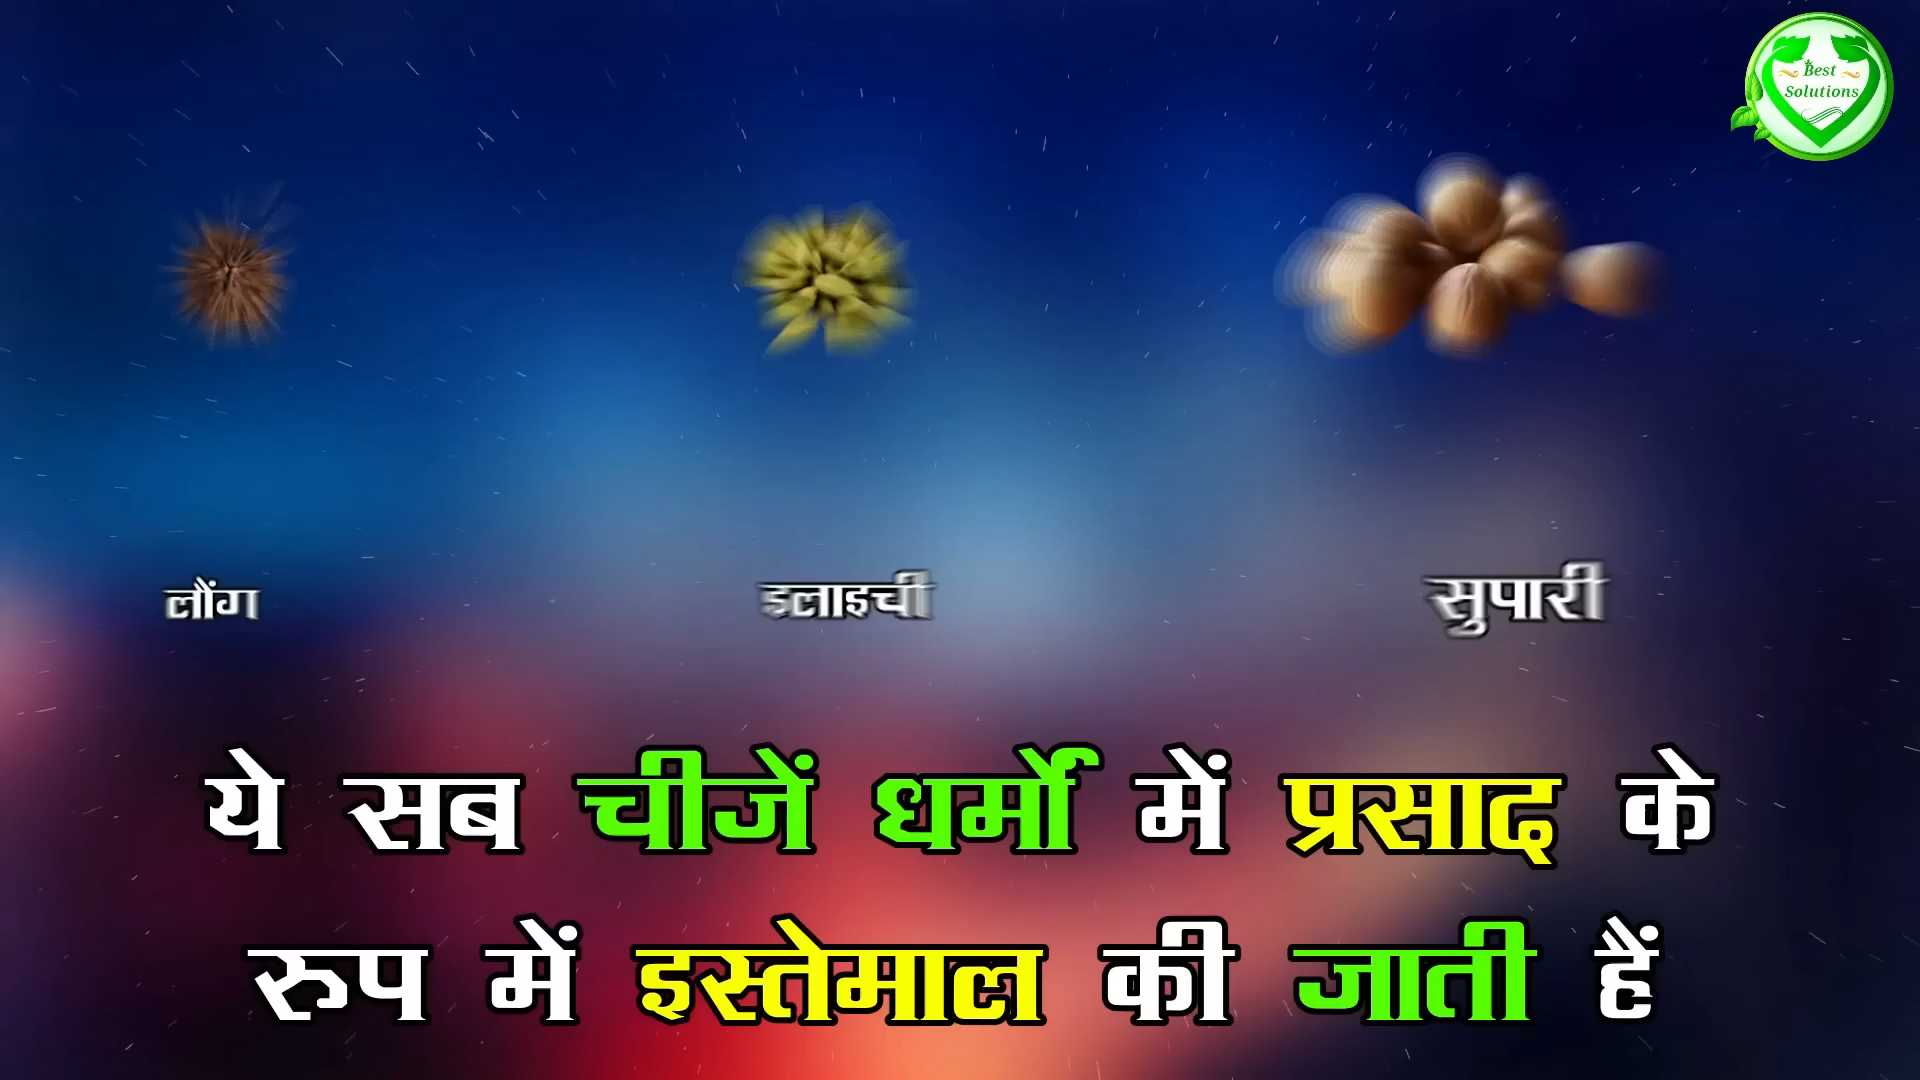 Best
Solutions
लौंग इलाइची सुपारी
ये सब चीजें धर्मों में प्रसाद के
रुप में इस्तेमाल की जाती हैं